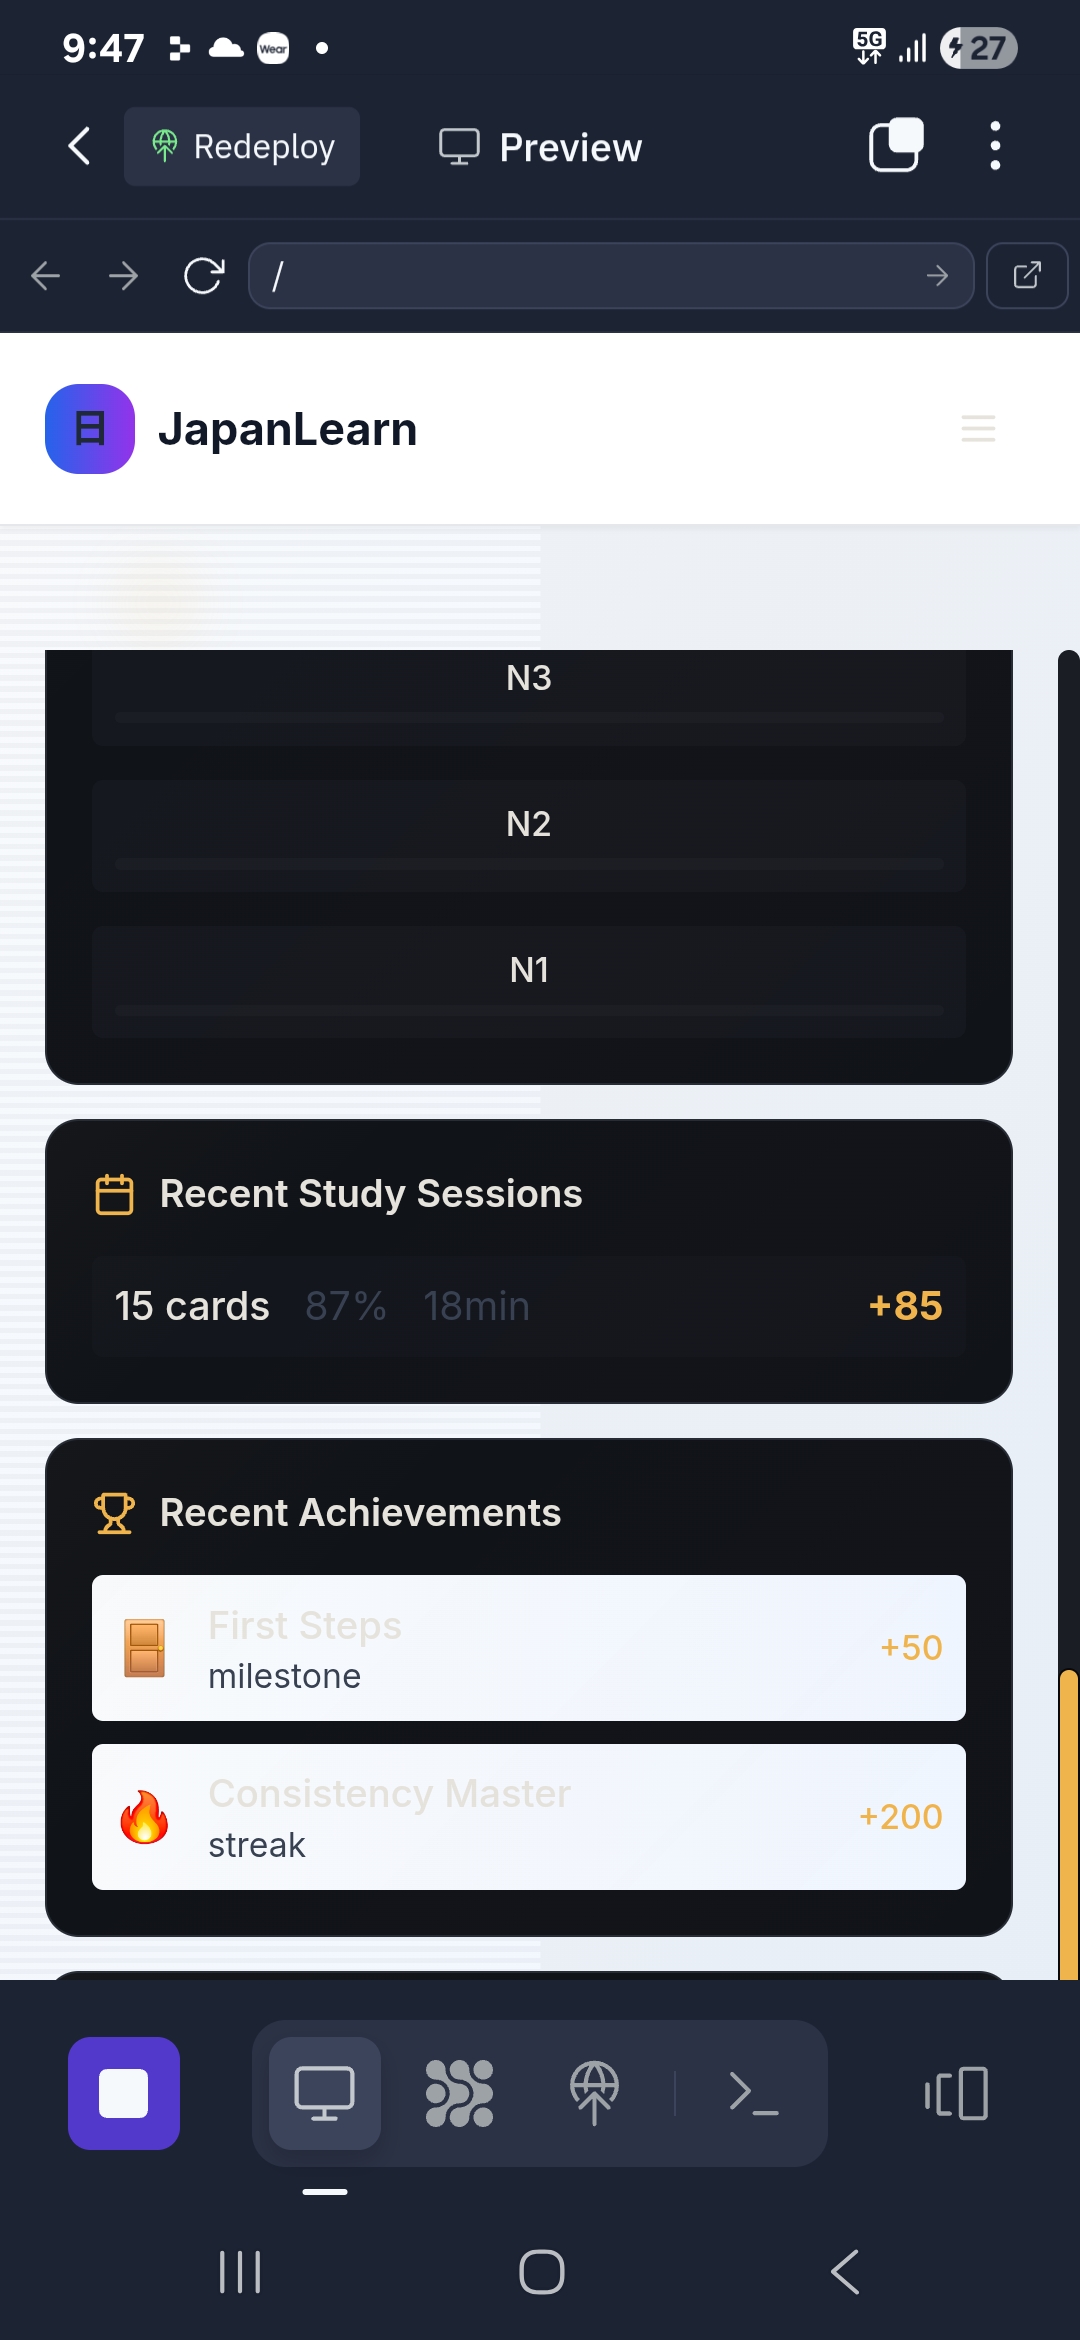 9:47
Wear
5G
27
Redeploy
Preview
/
日
JapanLearn
N3
N2
N1
Recent Study Sessions
15 cards 87% 18min +85
Recent Achievements
First Steps
milestone
+50
Consistency Master
streak
+200